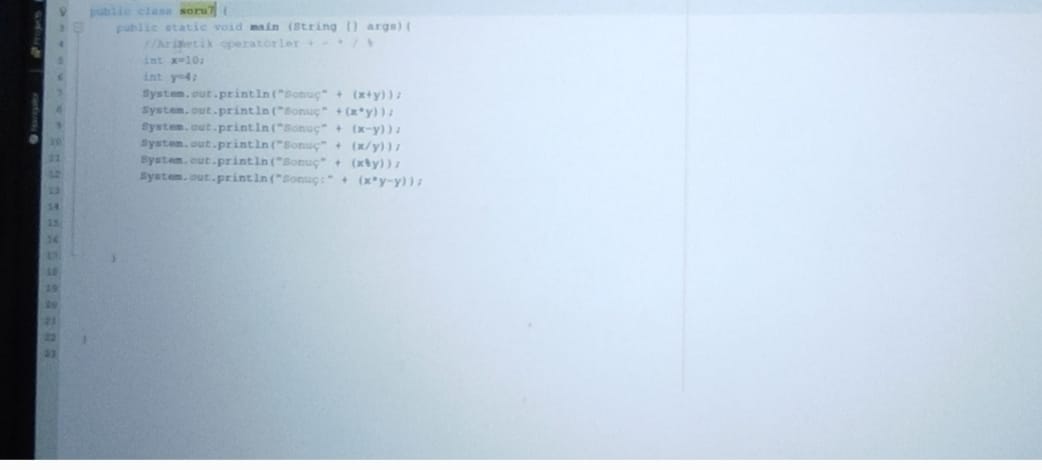 Projects
public class soru7 {
3 public static void main (String [] args){
4 //Arimetik operatörler + - * / %
5 int x=10;
6 int y=4;
7 System.out.println("Sonuç" + (x+y));
8 System.out.println("Sonuç" +(x*y));
9 System.out.println("Sonuç" + (x-y));
10 System.out.println("Sonuç" + (x/y));
11 System.out.println("Sonuç" + (x%y));
12 System.out.println("Sonuç:" + (x*y-y));
13
14
15
16
17 }
18
19
20
21
22 }
23
Navigator